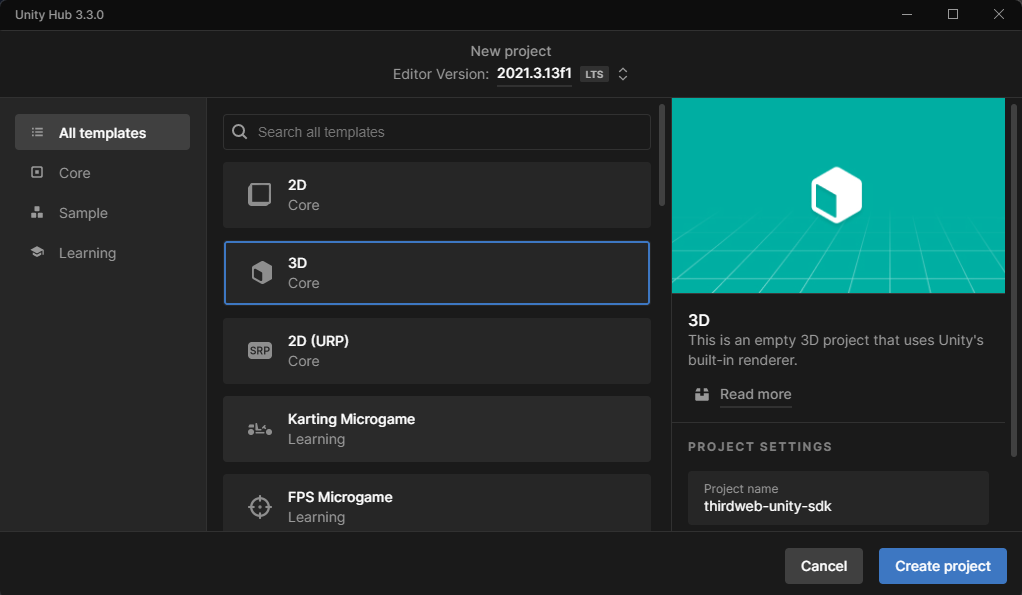 Unity Hub 3.3.0
New project
Editor Version: 2021.3.13f1 LTS
All templates
Core
Sample
Learning
Search all templates
2D
Core
3D
Core
SRP
2D (URP)
Core
Karting Microgame
Learning
FPS Microgame
Learning
3D
This is an empty 3D project that uses Unity's
built-in renderer.
Read more
PROJECT SETTINGS
Project name
thirdweb-unity-sdk
Cancel
Create project